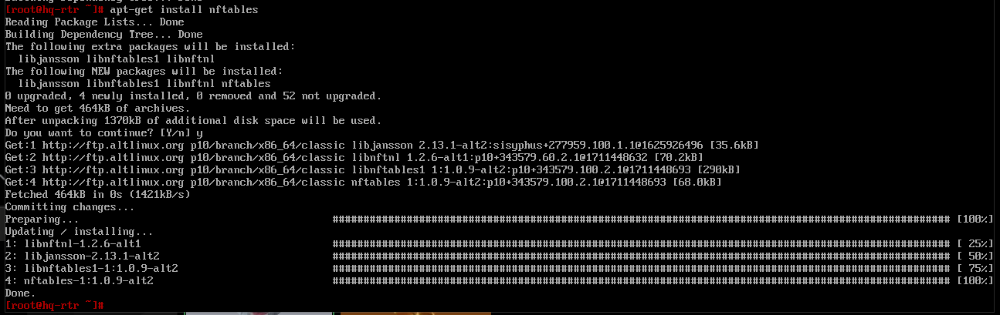 [root@hq-rtr ~]# apt-get install nftables
Reading Package Lists... Done
Building Dependency Tree... Done
The following extra packages will be installed:
  libjansson libnftables1 libnftnl
The following NEW packages will be installed:
  libjansson libnftables1 libnftnl nftables
0 upgraded, 4 newly installed, 0 removed and 52 not upgraded.
Need to get 464kB of archives.
After unpacking 1370kB of additional disk space will be used.
Do you want to continue? [Y/n] y
Get:1 http://ftp.altlinux.org p10/branch/x86_64/classic libjansson 2.13.1-alt2:sisyphus+277959.100.1.1@1625926496 [35.6kB]
Get:2 http://ftp.altlinux.org p10/branch/x86_64/classic libnftnl 1.2.6-alt1:p10+343579.60.2.1@1711448632 [70.2kB]
Get:3 http://ftp.altlinux.org p10/branch/x86_64/classic libnftables1 1:1.0.9-alt2:p10+343579.100.2.1@1711448693 [290kB]
Get:4 http://ftp.altlinux.org p10/branch/x86_64/classic nftables 1:1.0.9-alt2:p10+343579.100.2.1@1711448693 [68.0kB]
Fetched 464kB in 0s (1421kB/s)
Committing changes...
Preparing... #################################################################################################### [100%]
Updating / installing...
1: libnftnl-1.2.6-alt1 #################################################################################################### [ 25%]
2: libjansson-2.13.1-alt2 #################################################################################################### [ 50%]
3: libnftables1-1:1.0.9-alt2 #################################################################################################### [ 75%]
4: nftables-1:1.0.9-alt2 #################################################################################################### [100%]
Done.
[root@hq-rtr ~]#